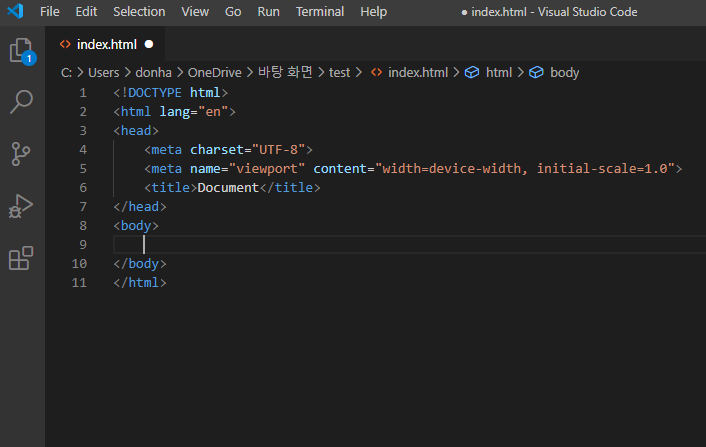 File Edit Selection View Go Run Terminal Help ● index.html - Visual Studio Code
<> index.html ●
C: > Users > donha > OneDrive > 바탕 화면 > test > <> index.html > html > body
1 <!DOCTYPE html>
2 <html lang="en">
3 <head>
4     <meta charset="UTF-8">
5     <meta name="viewport" content="width=device-width, initial-scale=1.0">
6     <title>Document</title>
7 </head>
8 <body>
9
10 </body>
11 </html>
1